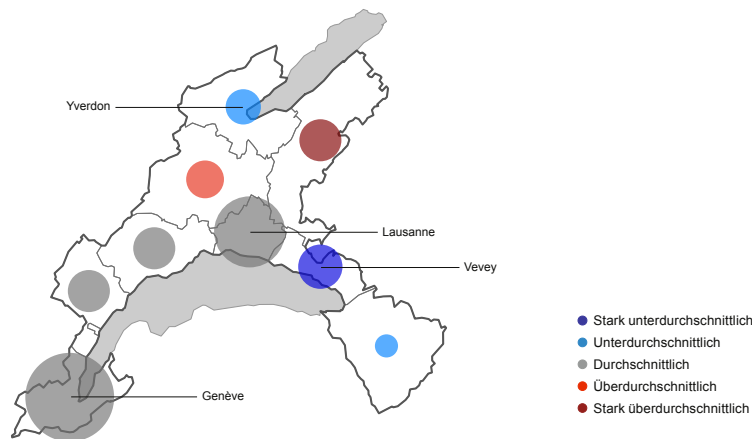 Yverdon
Lausanne
Vevey
Genève
Stark unterdurchschnittlich
Unterdurchschnittlich
Durchschnittlich
Überdurchschnittlich
Stark überdurchschnittlich